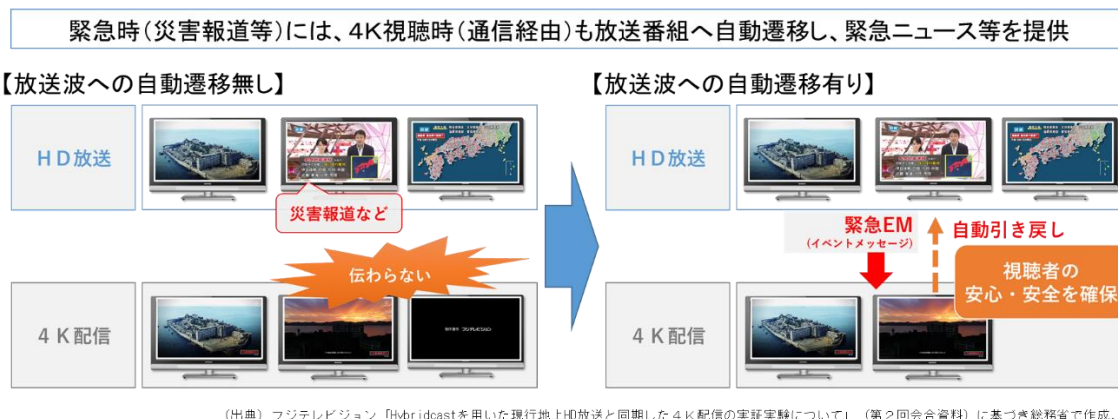 緊急時(災害報道等)には、4K視聴時(通信経由)も放送番組へ自動遷移し、緊急ニュース等を提供
【放送波への自動遷移無し】
HD放送
災害報道など
伝わらない
4K配信
フジテレビジョン
【放送波への自動遷移有り】
HD放送
緊急EM
(イベントメッセージ)
自動引き戻し
視聴者の
安心・安全を確保
4K配信
(出典)フジテレビジョン「Hybridcastを用いた現行地上HD放送と同期した4K配信の実証実験について」(第2回会合資料)に基づき総務省で作成。